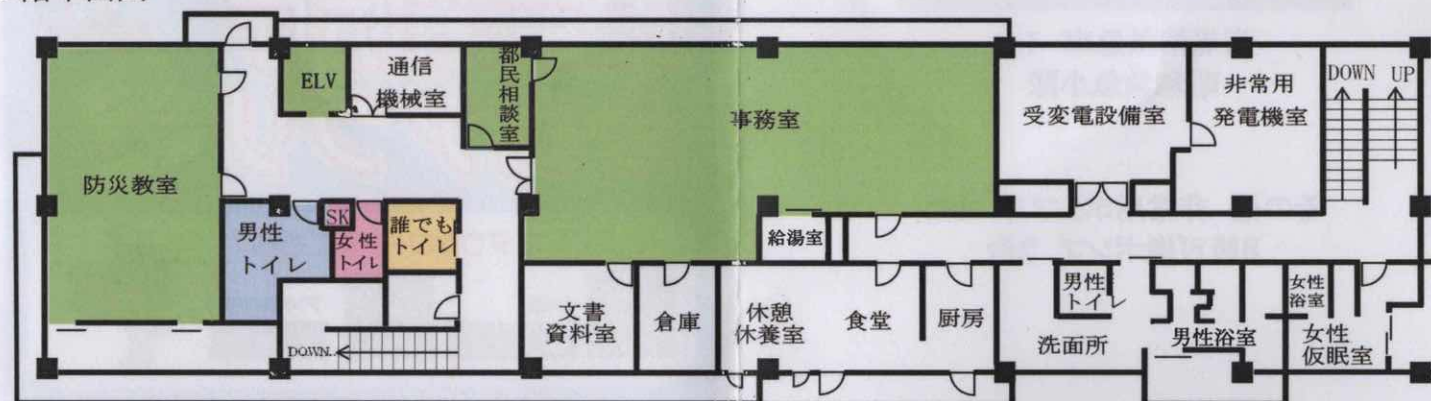 ELV
通信
機械室
都民相談室
事務室
受変電設備室
非常用
発電機室
DOWN UP
防災教室
男性
トイレ
SK
女性
トイレ
誰でも
トイレ
給湯室
文書
資料室
倉庫
休憩
休養室
食堂
厨房
男性
トイレ
洗面所
男性浴室
女性
浴室
女性
仮眠室
DOWN